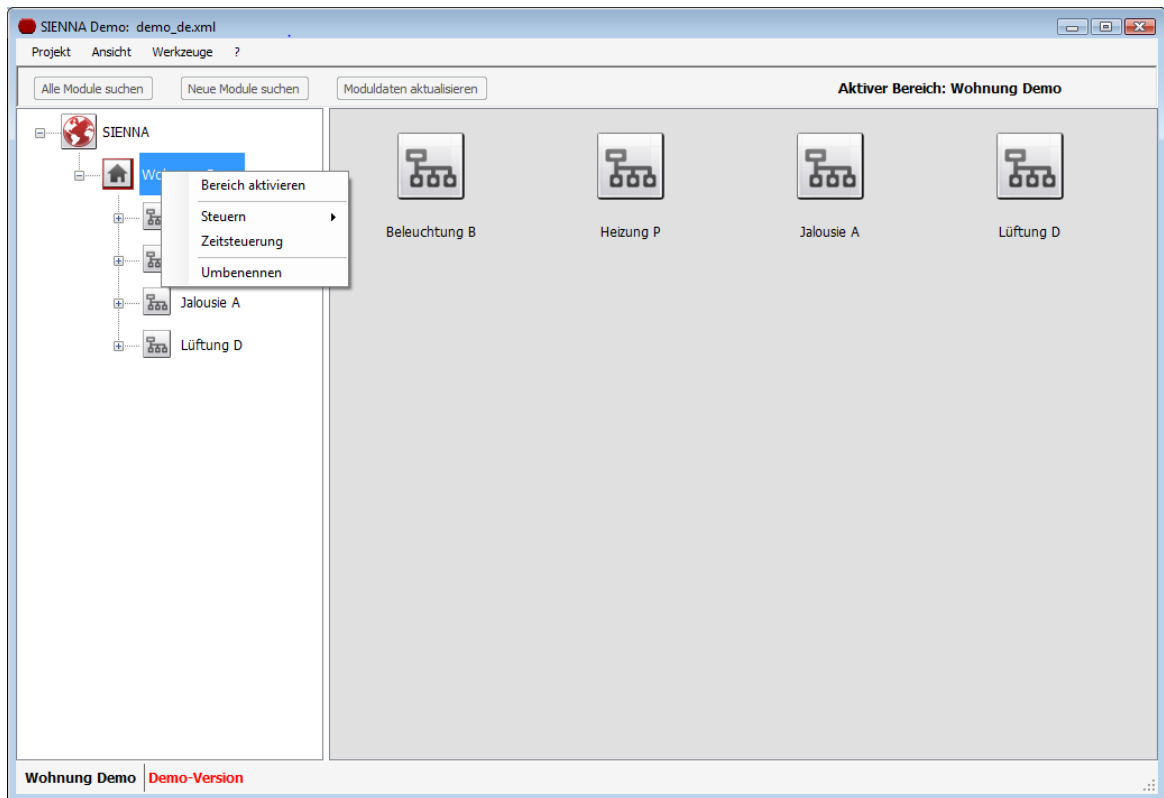 SIENNA Demo: demo_de.xml
Projekt Ansicht Werkzeuge ?
Alle Module suchen Neue Module suchen Moduldaten aktualisieren Aktiver Bereich: Wohnung Demo
SIENNA
Bereich aktivieren
Steuern
Zeitsteuerung
Umbenennen
Jalousie A
Lüftung D
Beleuchtung B Heizung P Jalousie A Lüftung D
Wohnung Demo Demo-Version